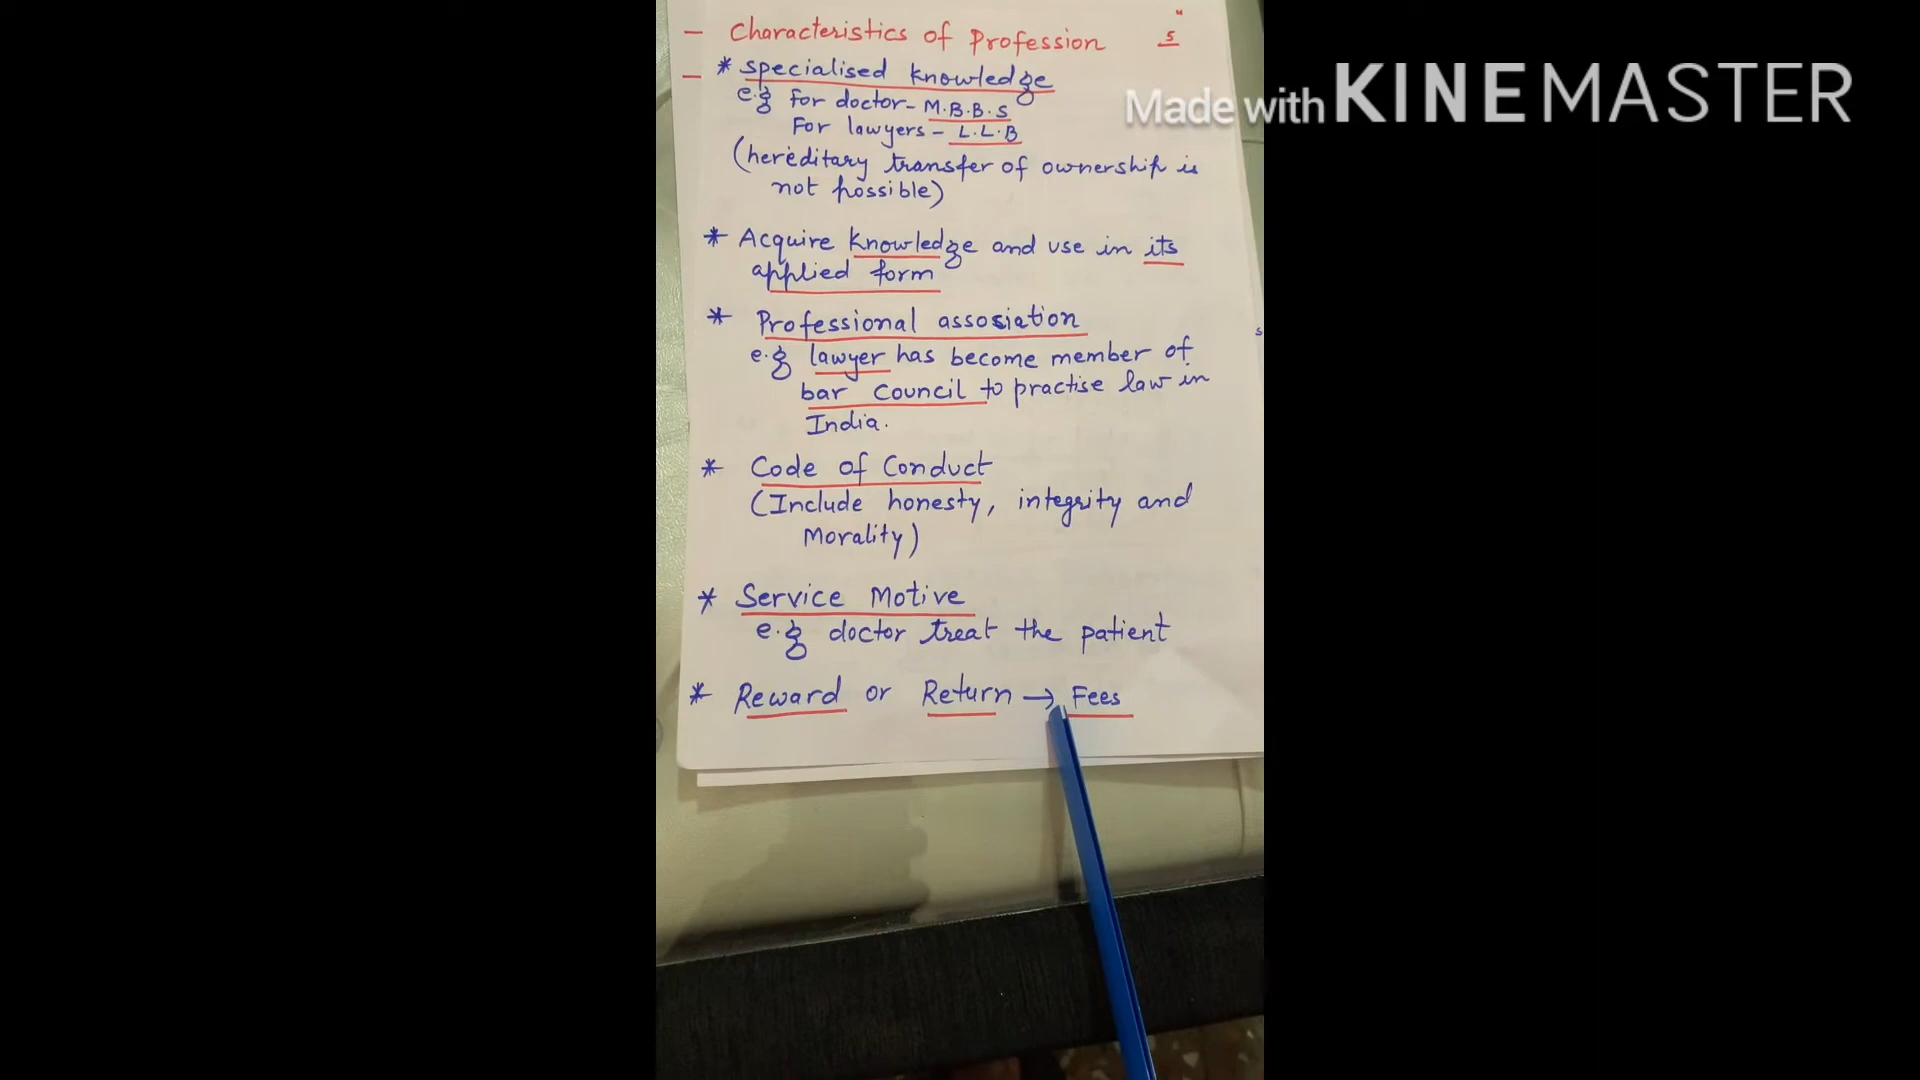 - Characteristics of Profession 5
- * specialised knowledge
e.g for doctor- M.B.B.S
For lawyers - L.L.B
(hereditary transfer of ownership is
not possible)
* Acquire knowledge and use in its
applied form
* Professional association
e.g lawyer has become member of
bar council to practise law in
India.
* Code of Conduct
(Include honesty, integrity and
Morality)
* Service Motive
e.g doctor treat the patient
* Reward or Return → Fees
Made with KINEMASTER